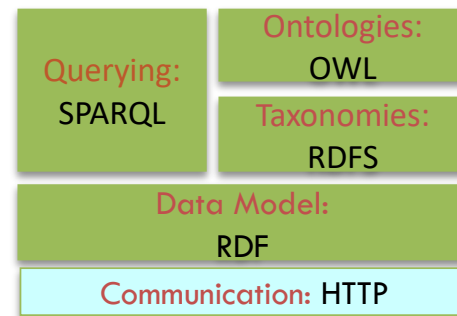 Querying:
SPARQL
Ontologies:
OWL
Taxonomies:
RDFS
Data Model:
RDF
Communication: HTTP